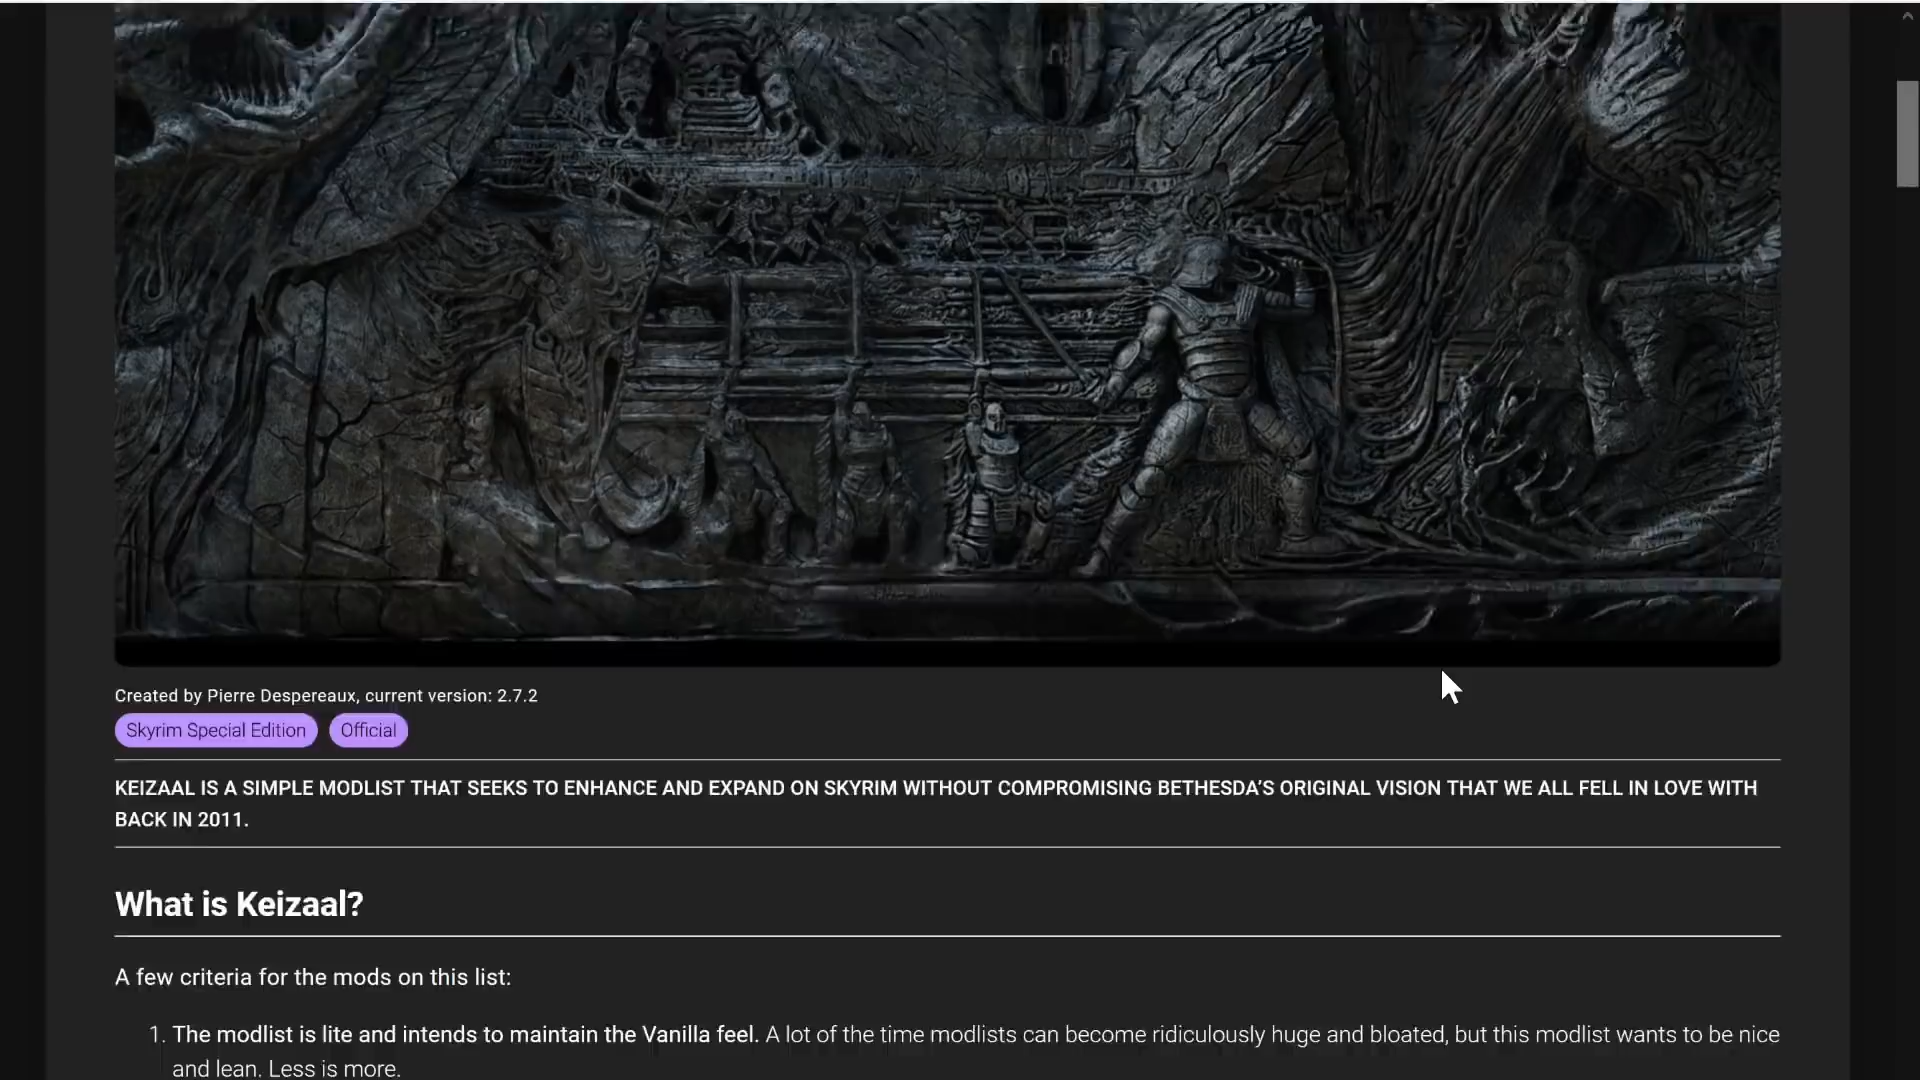 Created by Pierre Despereaux, current version: 2.7.2
Skyrim Special Edition Official
KEIZAAL IS A SIMPLE MODLIST THAT SEEKS TO ENHANCE AND EXPAND ON SKYRIM WITHOUT COMPROMISING BETHESDA'S ORIGINAL VISION THAT WE ALL FELL IN LOVE WITH
BACK IN 2011.
What is Keizaal?
A few criteria for the mods on this list:
1. The modlist is lite and intends to maintain the Vanilla feel. A lot of the time modlists can become ridiculously huge and bloated, but this modlist wants to be nice
and lean. Less is more.